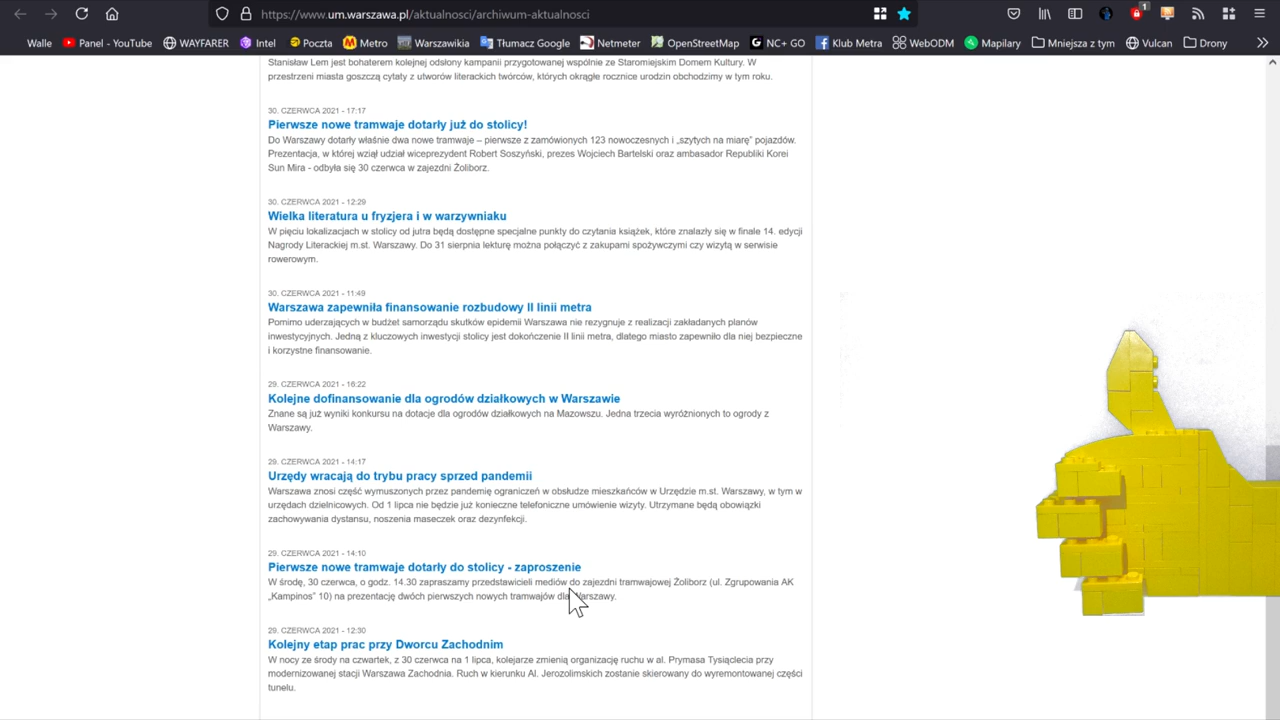 https://www.um.warszawa.pl/aktualnosci/archiwum-aktualnosci
1
Walle Panel - YouTube WAYFARER Intel Poczta Metro Warszawikia Tłumacz Google Netmeter OpenStreetMap NC+ GO Klub Metra WebODM Mapilary Mniejsza z tym Vulcan Drony
Stanisław Lem jest bohaterem kolejnej odsłony kampanii przygotowanej wspólnie ze Staromiejskim Domem Kultury. W
przestrzeni miasta goszczą cytaty z utworów literackich twórców, których okrągłe rocznice urodzin obchodzimy w tym roku.
30. CZERWCA 2021 - 17:17
Pierwsze nowe tramwaje dotarły już do stolicy!
Do Warszawy dotarły właśnie dwa nowe tramwaje – pierwsze z zamówionych 123 nowoczesnych i „szytych na miarę” pojazdów.
Prezentacja, w której wziął udział wiceprezydent Robert Soszyński, prezes Wojciech Bartelski oraz ambasador Republiki Korei
Sun Mira - odbyła się 30 czerwca w zajezdni Żoliborz.
30. CZERWCA 2021 - 12:29
Wielka literatura u fryzjera i w warzywniaku
W pięciu lokalizacjach w stolicy od jutra będą dostępne specjalne punkty do czytania książek, które znalazły się w finale 14. edycji
Nagrody Literackiej m.st. Warszawy. Do 31 sierpnia lekturę można połączyć z zakupami spożywczymi czy wizytą w serwisie
rowerowym.
30. CZERWCA 2021 - 11:49
Warszawa zapewniła finansowanie rozbudowy II linii metra
Pomimo uderzających w budżet samorządu skutków epidemii Warszawa nie rezygnuje z realizacji zakładanych planów
inwestycyjnych. Jedną z kluczowych inwestycji stolicy jest dokończenie II linii metra, dlatego miasto zapewniło dla niej bezpieczne
i korzystne finansowanie.
29. CZERWCA 2021 - 16:22
Kolejne dofinansowanie dla ogrodów działkowych w Warszawie
Znane są już wyniki konkursu na dotacje dla ogrodów działkowych na Mazowszu. Jedna trzecia wyróżnionych to ogrody z
Warszawy.
29. CZERWCA 2021 - 14:17
Urzędy wracają do trybu pracy sprzed pandemii
Warszawa znosi część wymuszonych przez pandemię ograniczeń w obsłudze mieszkańców w Urzędzie m.st. Warszawy, w tym w
urzędach dzielnicowych. Od 1 lipca nie będzie już konieczne telefoniczne umówienie wizyty. Utrzymane będą obowiązki
zachowywania dystansu, noszenia maseczek oraz dezynfekcji.
29. CZERWCA 2021 - 14:10
Pierwsze nowe tramwaje dotarły do stolicy - zaproszenie
W środę, 30 czerwca, o godz. 14.30 zapraszamy przedstawicieli mediów do zajezdni tramwajowej Żoliborz (ul. Zgrupowania AK
„Kampinos” 10) na prezentację dwóch pierwszych nowych tramwajów dla Warszawy.
29. CZERWCA 2021 - 12:30
Kolejny etap prac przy Dworcu Zachodnim
W nocy ze środy na czwartek, z 30 czerwca na 1 lipca, kolejarze zmienią organizację ruchu w al. Prymasa Tysiąclecia przy
modernizowanej stacji Warszawa Zachodnia. Ruch w kierunku Al. Jerozolimskich zostanie skierowany do wyremontowanej części
tunelu.